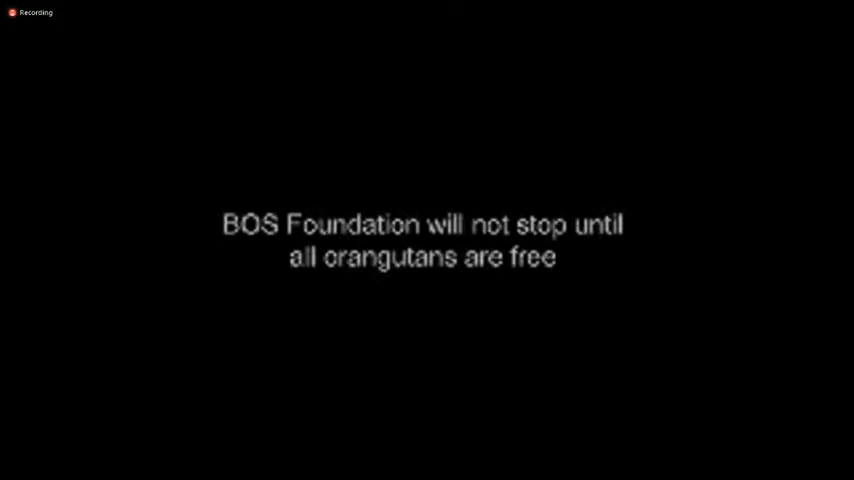 Recording
BOS Foundation will not stop until
all orangutans are free